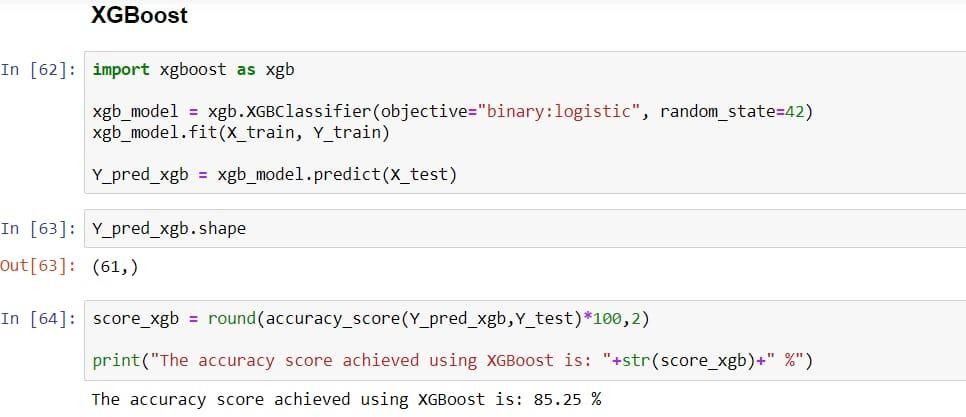 XGBoost
In [62]: import xgboost as xgb
xgb_model = xgb.XGBClassifier(objective="binary:logistic", random_state=42)
xgb_model.fit(X_train, Y_train)
Y_pred_xgb = xgb_model.predict(X_test)
In [63]: Y_pred_xgb.shape
Out[63]: (61,)
In [64]: score_xgb = round(accuracy_score(Y_pred_xgb,Y_test)*100,2)
print("The accuracy score achieved using XGBoost is: "+str(score_xgb)+" %")
The accuracy score achieved using XGBoost is: 85.25 %